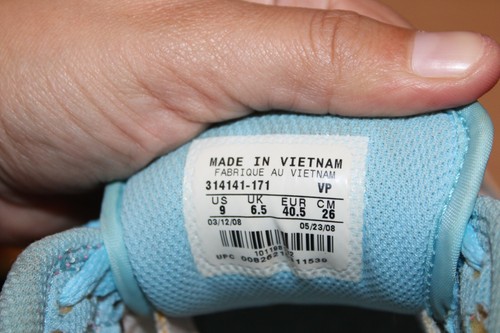 MADE IN VIETNAM
FABRIQUE AU VIETNAM
314141-171 VP
US UK EUR CM
9 6.5 40.5 26
03/12/08 05/23/08
UPC